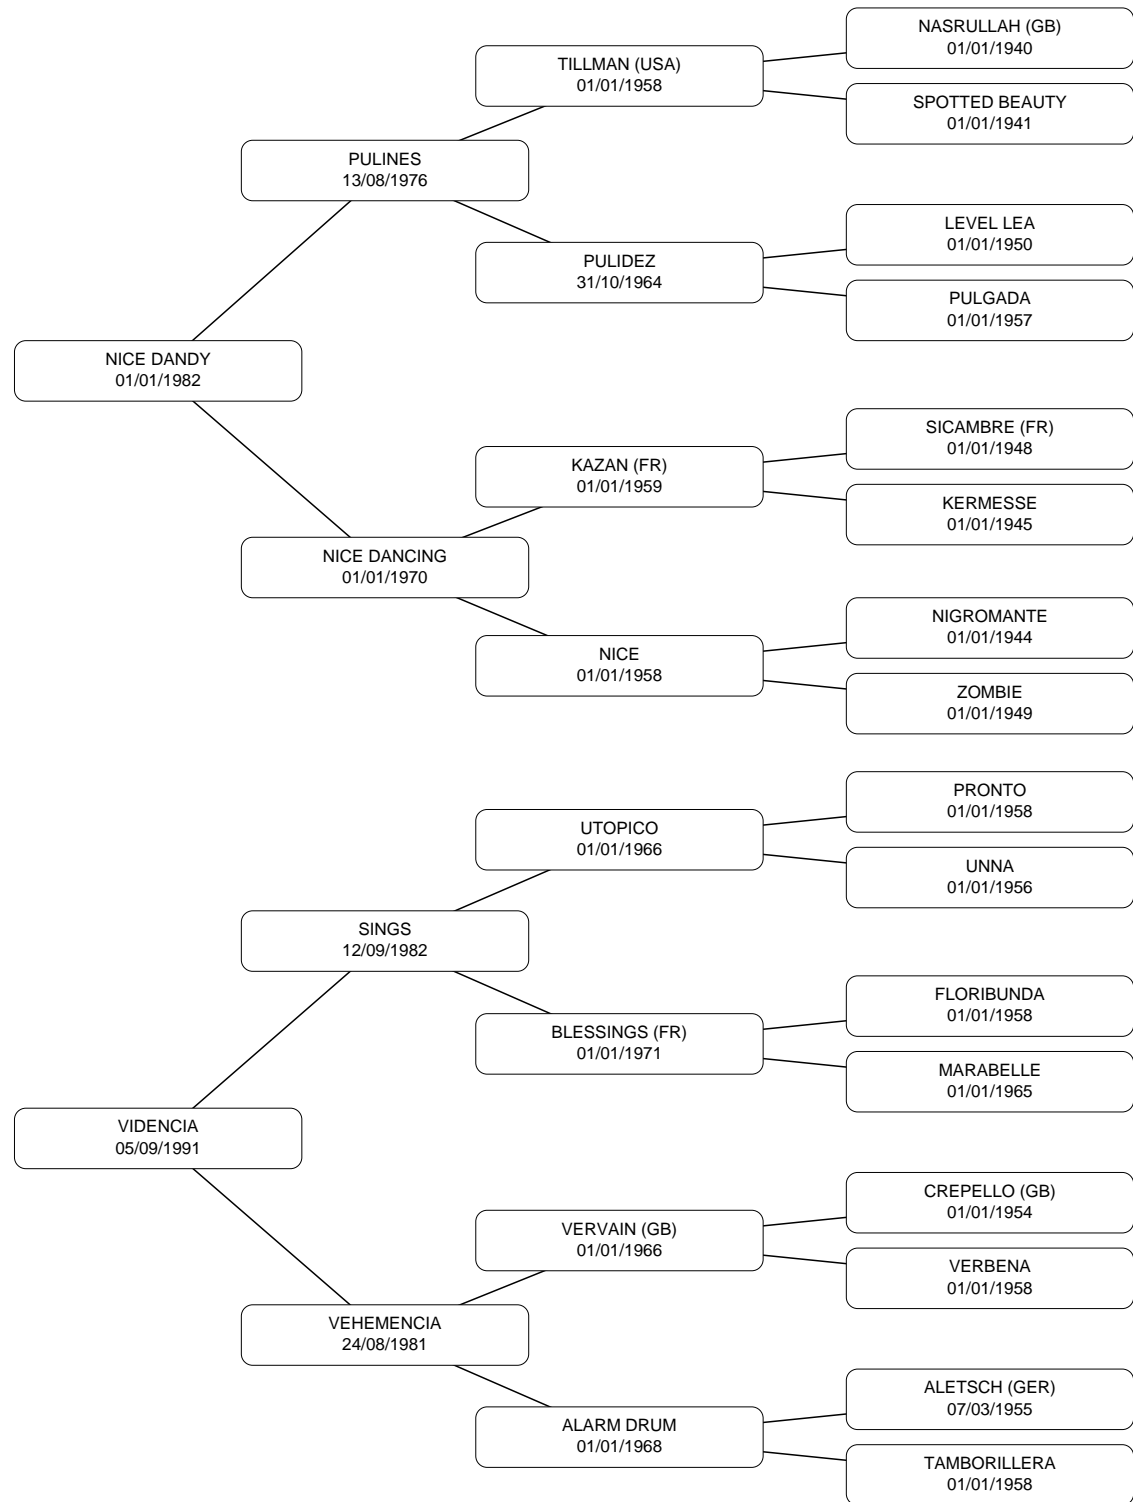 NASRULLAH (GB)
01/01/1940
TILLMAN (USA)
01/01/1958
SPOTTED BEAUTY
01/01/1941
PULINES
13/08/1976
LEVEL LEA
01/01/1950
PULIDEZ
31/10/1964
PULGADA
01/01/1957
NICE DANDY
01/01/1982
SICAMBRE (FR)
01/01/1948
KAZAN (FR)
01/01/1959
KERMESSE
01/01/1945
NICE DANCING
01/01/1970
NIGROMANTE
01/01/1944
NICE
01/01/1958
ZOMBIE
01/01/1949
PRONTO
01/01/1958
UTOPICO
01/01/1966
UNNA
01/01/1956
SINGS
12/09/1982
FLORIBUNDA
01/01/1958
BLESSINGS (FR)
01/01/1971
MARABELLE
01/01/1965
VIDENCIA
05/09/1991
CREPELLO (GB)
01/01/1954
VERVAIN (GB)
01/01/1966
VERBENA
01/01/1958
VEHEMENCIA
24/08/1981
ALETSCH (GER)
07/03/1955
ALARM DRUM
01/01/1968
TAMBORILLERA
01/01/1958